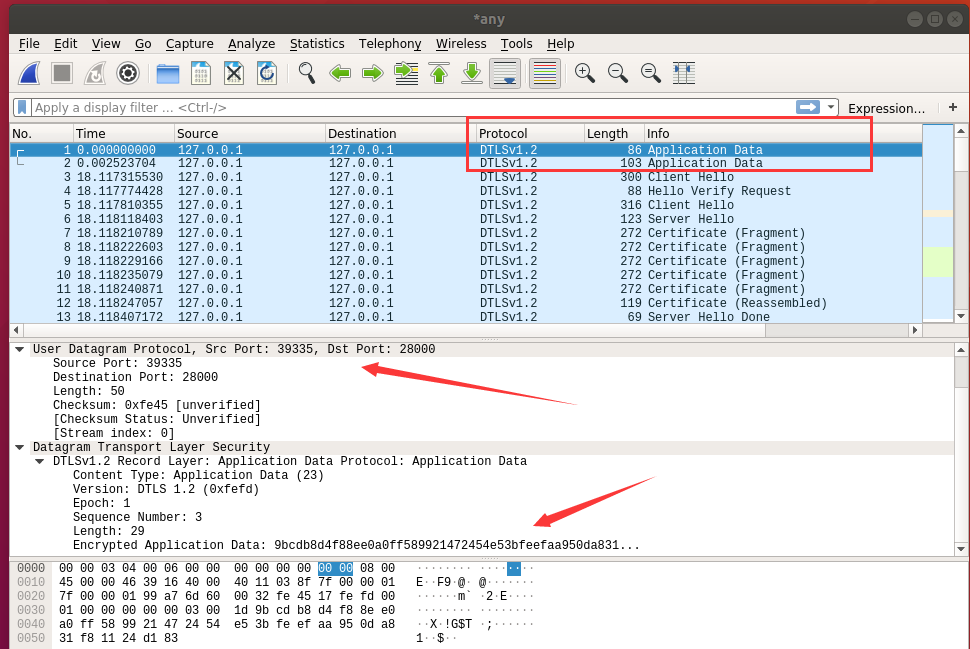 *any
File Edit View Go Capture Analyze Statistics Telephony Wireless Tools Help
Apply a display filter ... <Ctrl-/> Expression... +
No. Time Source Destination Protocol Length Info
1 0.000000000 127.0.0.1 127.0.0.1 DTLSv1.2 86 Application Data
2 0.002523704 127.0.0.1 127.0.0.1 DTLSv1.2 103 Application Data
3 18.117315530 127.0.0.1 127.0.0.1 DTLSv1.2 300 Client Hello
4 18.117774428 127.0.0.1 127.0.0.1 DTLSv1.2 88 Hello Verify Request
5 18.117810355 127.0.0.1 127.0.0.1 DTLSv1.2 316 Client Hello
6 18.118118403 127.0.0.1 127.0.0.1 DTLSv1.2 123 Server Hello
7 18.118210789 127.0.0.1 127.0.0.1 DTLSv1.2 272 Certificate (Fragment)
8 18.118222603 127.0.0.1 127.0.0.1 DTLSv1.2 272 Certificate (Fragment)
9 18.118229166 127.0.0.1 127.0.0.1 DTLSv1.2 272 Certificate (Fragment)
10 18.118235079 127.0.0.1 127.0.0.1 DTLSv1.2 272 Certificate (Fragment)
11 18.118240871 127.0.0.1 127.0.0.1 DTLSv1.2 272 Certificate (Fragment)
12 18.118247057 127.0.0.1 127.0.0.1 DTLSv1.2 119 Certificate (Reassembled)
13 18.118407172 127.0.0.1 127.0.0.1 DTLSv1.2 69 Server Hello Done
User Datagram Protocol, Src Port: 39335, Dst Port: 28000
Source Port: 39335
Destination Port: 28000
Length: 50
Checksum: 0xfe45 [unverified]
[Checksum Status: Unverified]
[Stream index: 0]
Datagram Transport Layer Security
DTLSv1.2 Record Layer: Application Data Protocol: Application Data
Content Type: Application Data (23)
Version: DTLS 1.2 (0xfefd)
Epoch: 1
Sequence Number: 3
Length: 29
Encrypted Application Data: 9bcdb8d4f88ee0a0ff589921472454e53bfeefaa950da831...
0000 00 00 03 04 00 06 00 00 00 00 00 00 00 00 08 00 ········ ········
0010 45 00 00 46 39 16 40 00 40 11 03 8f 7f 00 00 01 E··F9·@· @·······
0020 7f 00 00 01 99 a7 6d 60 00 32 fe 45 17 fe fd 00 ······m` ·2·E····
0030 01 00 00 00 00 00 03 00 1d 9b cd b8 d4 f8 8e e0 ········ ········
0040 a0 ff 58 99 21 47 24 54 e5 3b fe ef aa 95 0d a8 ··X·!G$T ·;······
0050 31 f8 11 24 d1 83 1··$··